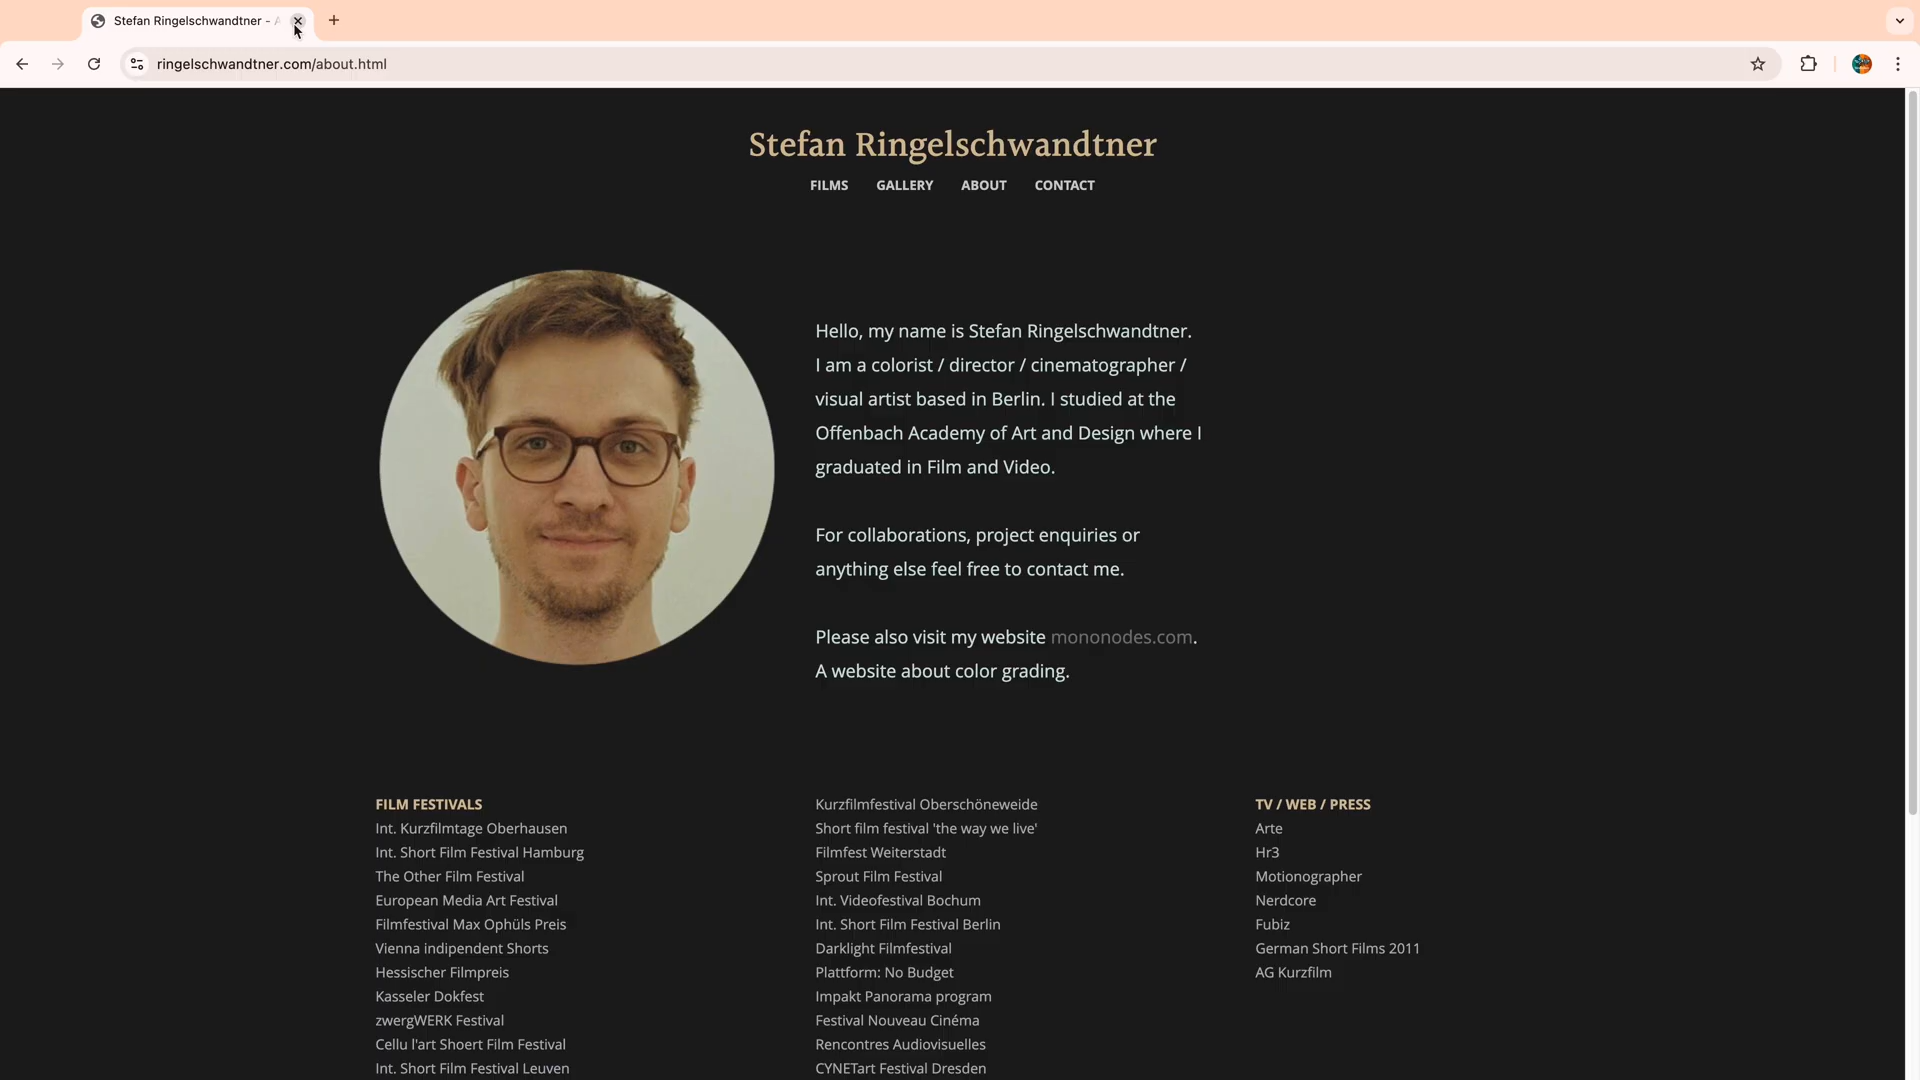 Stefan Ringelschwandtner - A
ringelschwandtner.com/about.html
Stefan Ringelschwandtner
FILMS GALLERY ABOUT CONTACT
Hello, my name is Stefan Ringelschwandtner.
I am a colorist / director / cinematographer /
visual artist based in Berlin. I studied at the
Offenbach Academy of Art and Design where I
graduated in Film and Video.
For collaborations, project enquiries or
anything else feel free to contact me.
Please also visit my website mononodes.com.
A website about color grading.
FILM FESTIVALS
Int. Kurzfilmtage Oberhausen
Int. Short Film Festival Hamburg
The Other Film Festival
European Media Art Festival
Filmfestival Max Ophüls Preis
Vienna indipendent Shorts
Hessischer Filmpreis
Kasseler Dokfest
zwergWERK Festival
Cellu l'art Shoert Film Festival
Int. Short Film Festival Leuven
Kurzfilmfestival Oberschöneweide
Short film festival 'the way we live'
Filmfest Weiterstadt
Sprout Film Festival
Int. Videofestival Bochum
Int. Short Film Festival Berlin
Darklight Filmfestival
Plattform: No Budget
Impakt Panorama program
Festival Nouveau Cinéma
Rencontres Audiovisuelles
CYNETart Festival Dresden
TV / WEB / PRESS
Arte
Hr3
Motionographer
Nerdcore
Fubiz
German Short Films 2011
AG Kurzfilm